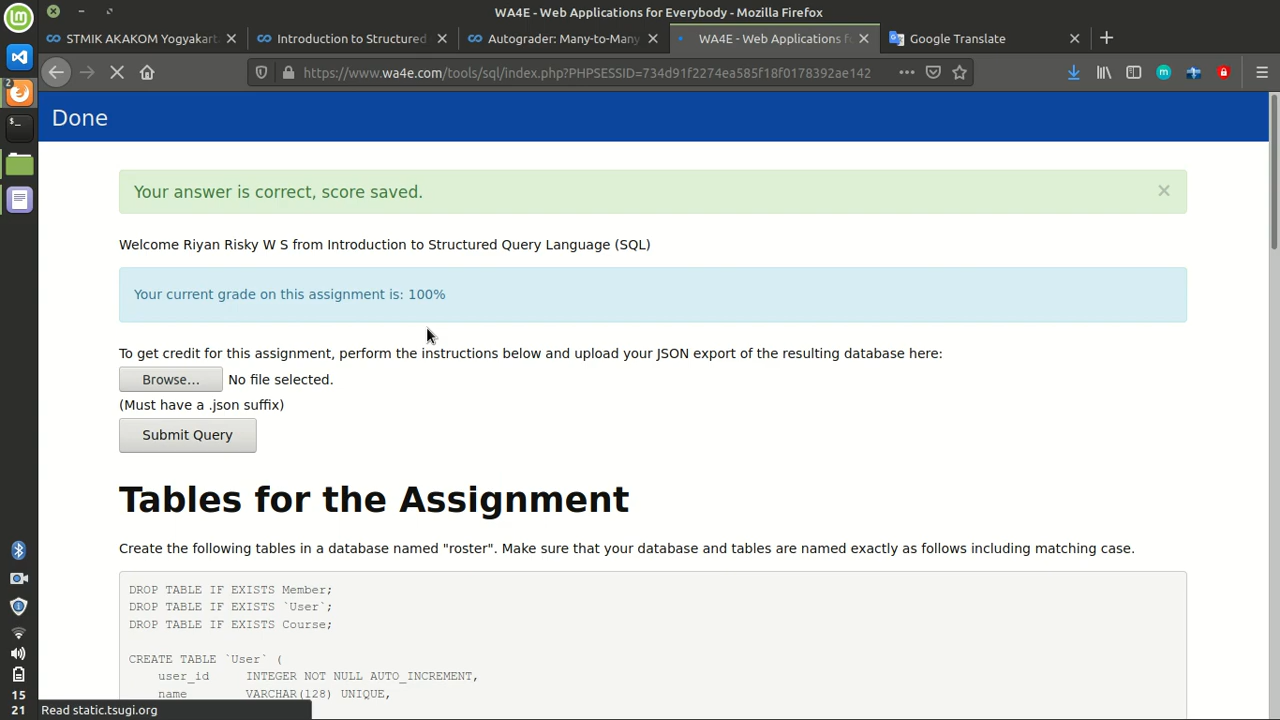 WA4E - Web Applications for Everybody - Mozilla Firefox
STMIK AKAKOM Yogyakart
Introduction to Structured
Autograder: Many-to-Many
WA4E - Web Applications f
Google Translate
https://www.wa4e.com/tools/sql/index.php?PHPSESSID=734d91f2274ea585f18f0178392ae142
Done
Your answer is correct, score saved.
×
Welcome Riyan Risky W S from Introduction to Structured Query Language (SQL)
Your current grade on this assignment is: 100%
To get credit for this assignment, perform the instructions below and upload your JSON export of the resulting database here:
Browse... No file selected.
(Must have a .json suffix)
Submit Query
Tables for the Assignment
Create the following tables in a database named "roster". Make sure that your database and tables are named exactly as follows including matching case.
DROP TABLE IF EXISTS Member;
DROP TABLE IF EXISTS `User`;
DROP TABLE IF EXISTS Course;
CREATE TABLE `User` (
user_id INTEGER NOT NULL AUTO_INCREMENT,
name VARCHAR(128) UNIQUE,
Read static.tsugi.org
2
15
21